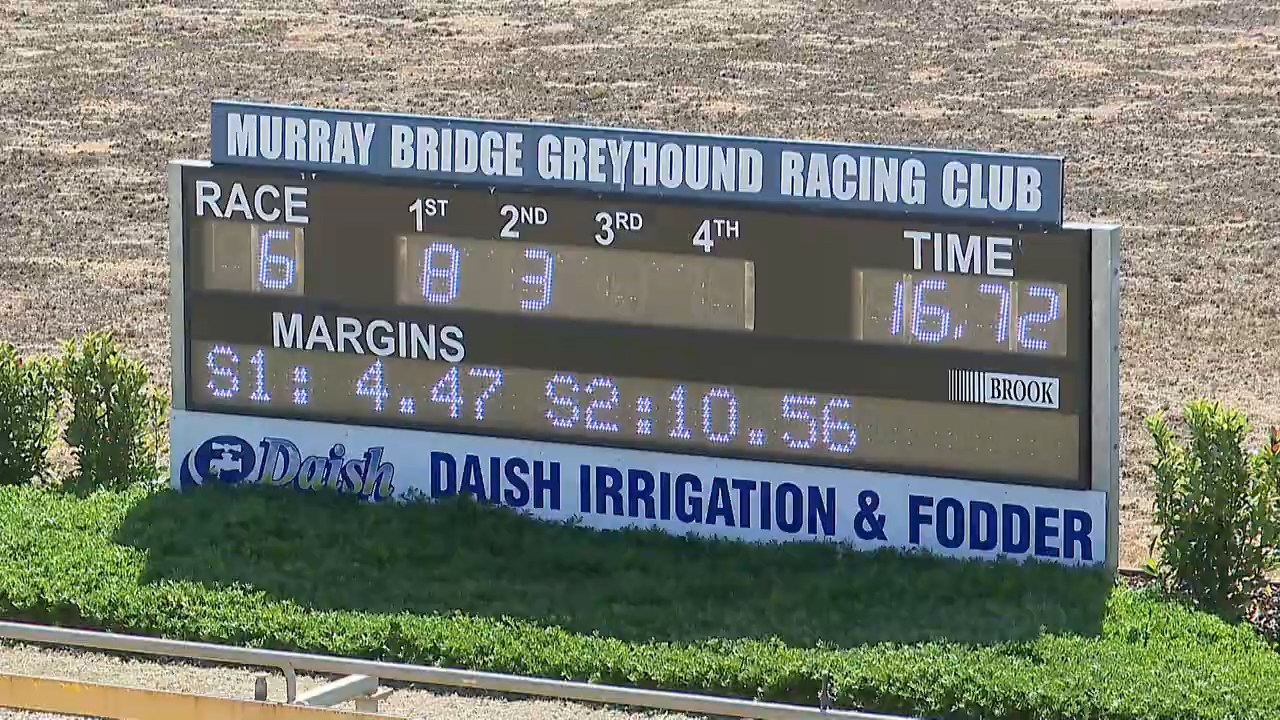 MURRAY BRIDGE GREYHOUND RACING CLUB
RACE 1ST 2ND 3RD 4TH TIME
6 8 3 16.72
MARGINS
S1: 4.47 S2:10.56
BROOK
Daish DAISH IRRIGATION & FODDER